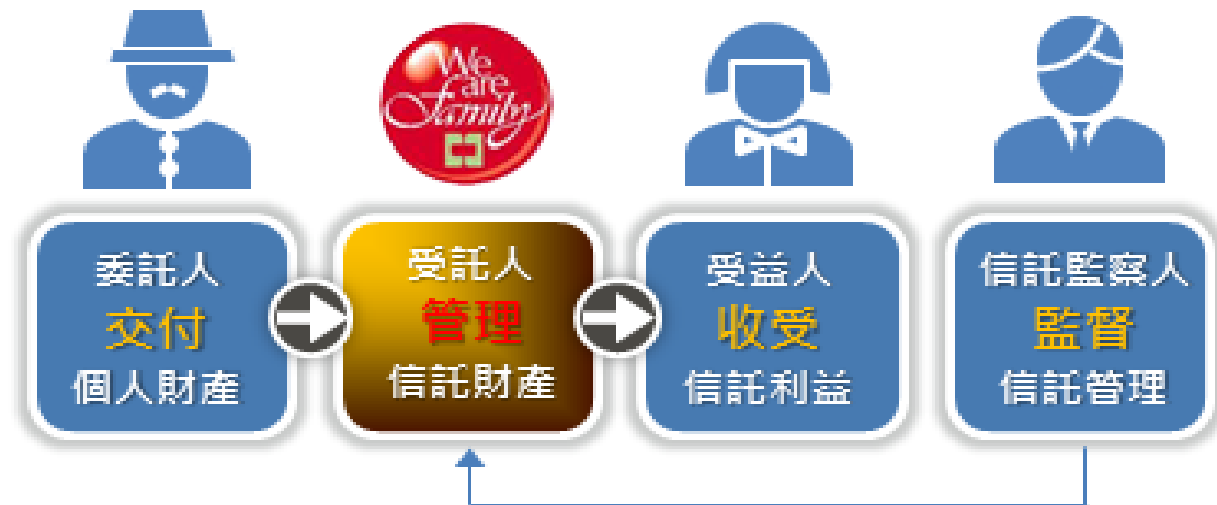 We
are
Family
委託人
交付
個人財產
受託人
管理
信託財產
受益人
收受
信託利益
信託監察人
監督
信託管理